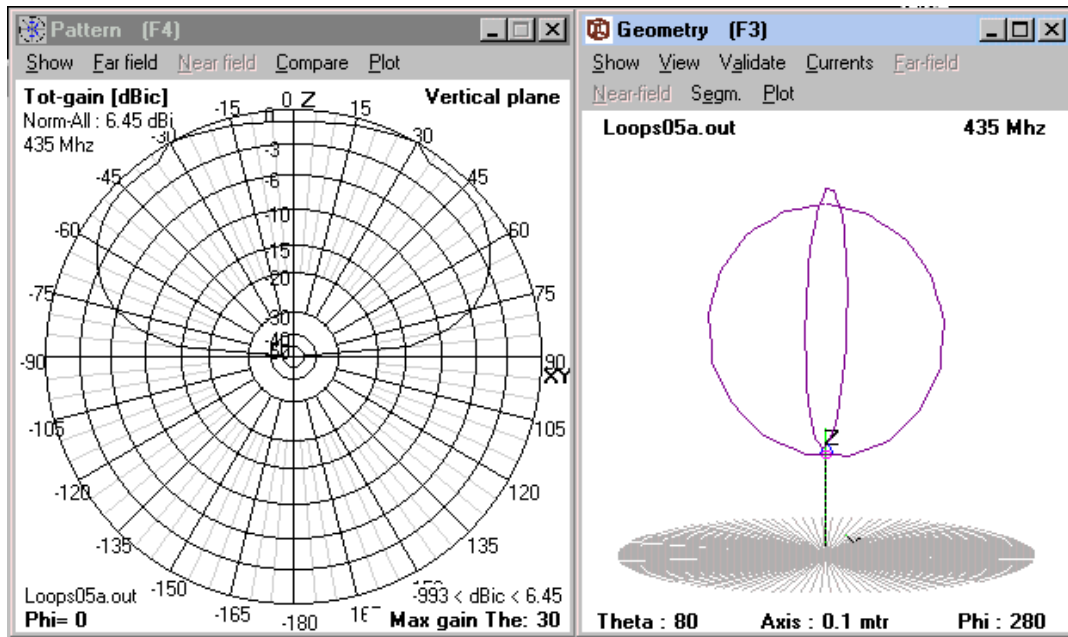 Pattern (F4)
Show Far field Near field Compare Plot
Tot-gain [dBic]
Norm-All : 6.45 dBi
435 Mhz
Vertical plane
0 Z
-15 15
-30 30
-45 45
-60 60
-75 75
-90 90
XY
-105 105
-120 120
-135 135
-150
-165 -180
0
-3
-6
-10
-15
-20
-30
Loops05a.out
-993 < dBic < 6.45
Phi= 0
Max gain The: 30
Geometry (F3)
Show View Validate Currents Far-field
Near-field Segm. Plot
Loops05a.out 435 Mhz
Z
Theta : 80 Axis : 0.1 mtr Phi : 280